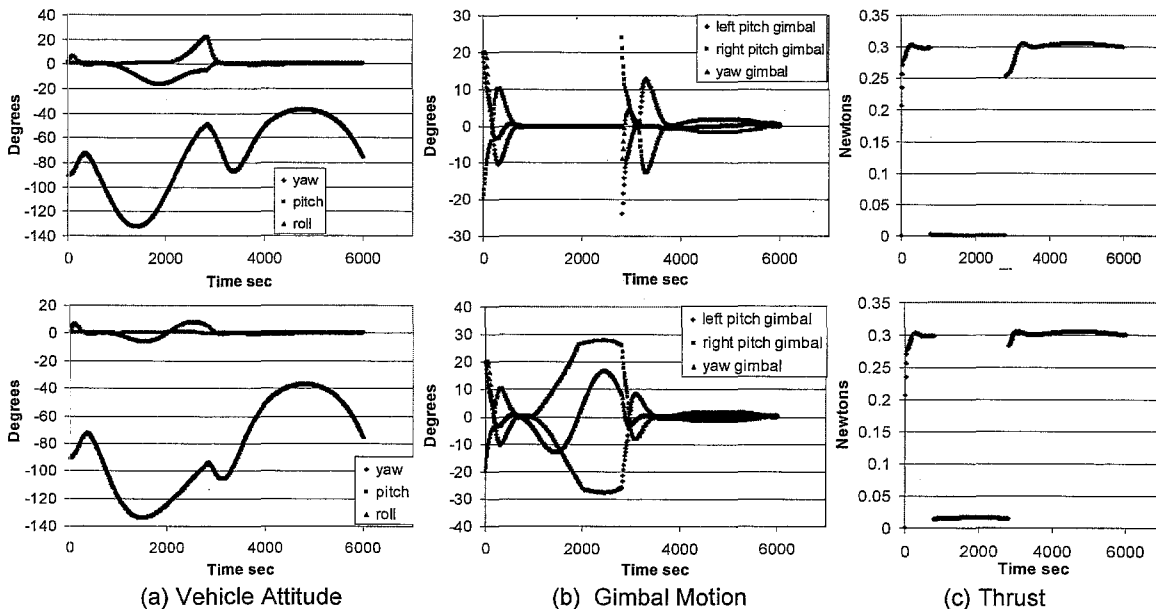 40
20
0
-20
-40
-60
-80
-100
-120
-140
Degrees
yaw
pitch
roll
0 2000 4000 6000
Time sec
30
20
10
0
-10
-20
-30
Degrees
left pitch gimbal
right pitch gimbal
yaw gimbal
0 2000 4000 6000
Time sec
0.35
0.3
0.25
0.2
0.15
0.1
0.05
0
Newtons
0 2000 4000 6000
Time sec
20
0
-20
-40
-60
-80
-100
-120
-140
Degrees
yaw
pitch
roll
0 2000 4000 6000
Time sec
40
30
20
10
0
-10
-20
-30
-40
Degrees
left pitch gimbal
right pitch gimbal
yaw gimbal
0 2000 4000 6000
Time sec
0.35
0.3
0.25
0.2
0.15
0.1
0.05
0
Newtons
0 2000 4000 6000
Time sec
(a) Vehicle Attitude
(b) Gimbal Motion
(c) Thrust